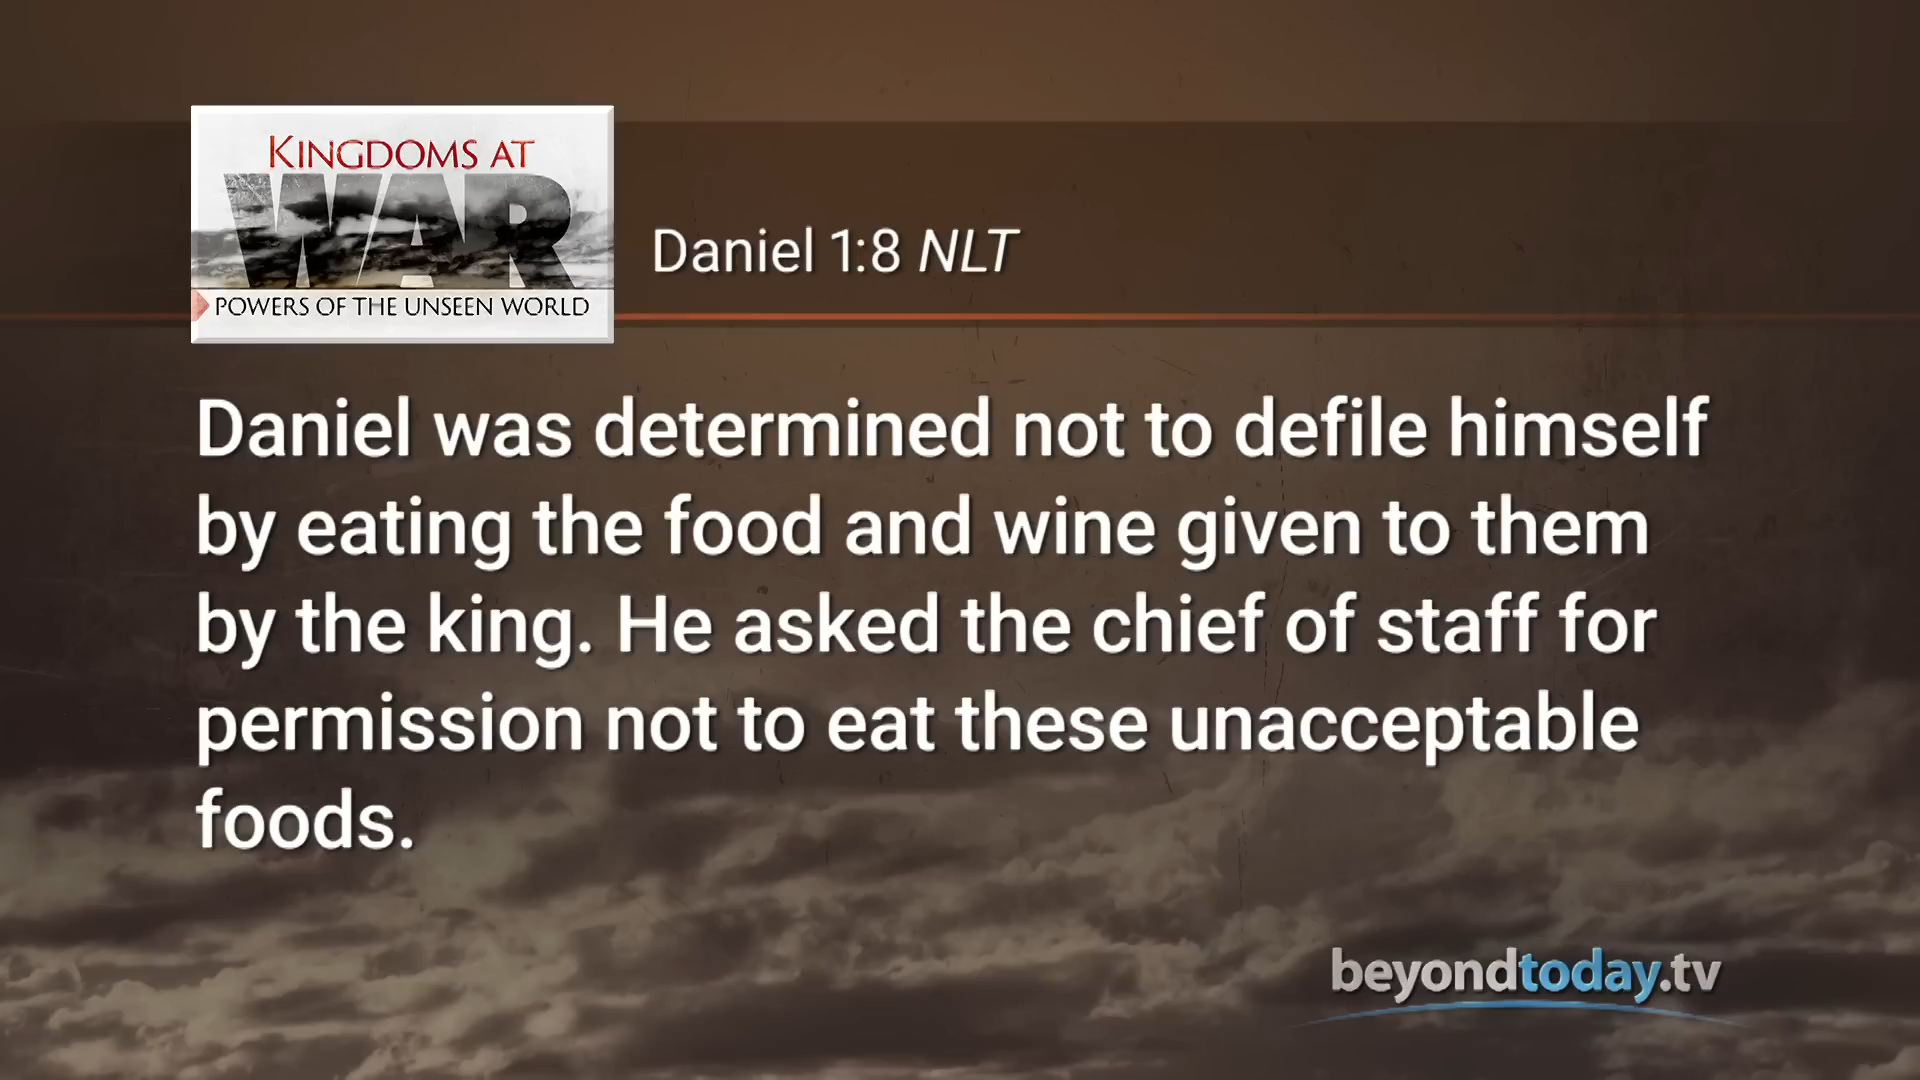 KINGDOMS AT
WAR
POWERS OF THE UNSEEN WORLD
Daniel 1:8 NLT
Daniel was determined not to defile himself
by eating the food and wine given to them
by the king. He asked the chief of staff for
permission not to eat these unacceptable
foods.
beyondtoday.tv